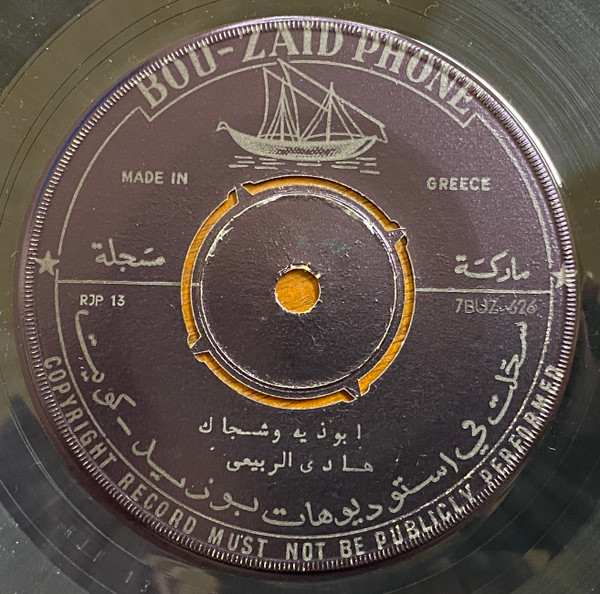 BOU-ZAID PHONE
MADE IN GREECE
ماركة مسجلة
RJP 13
7BUZ-626
ابوذيه وشجاك
هادي الربيعي
سجلت في استوديوهات بوزيد - كويت
COPYRIGHT RECORD MUST NOT BE PUBLICLY PERFORMED